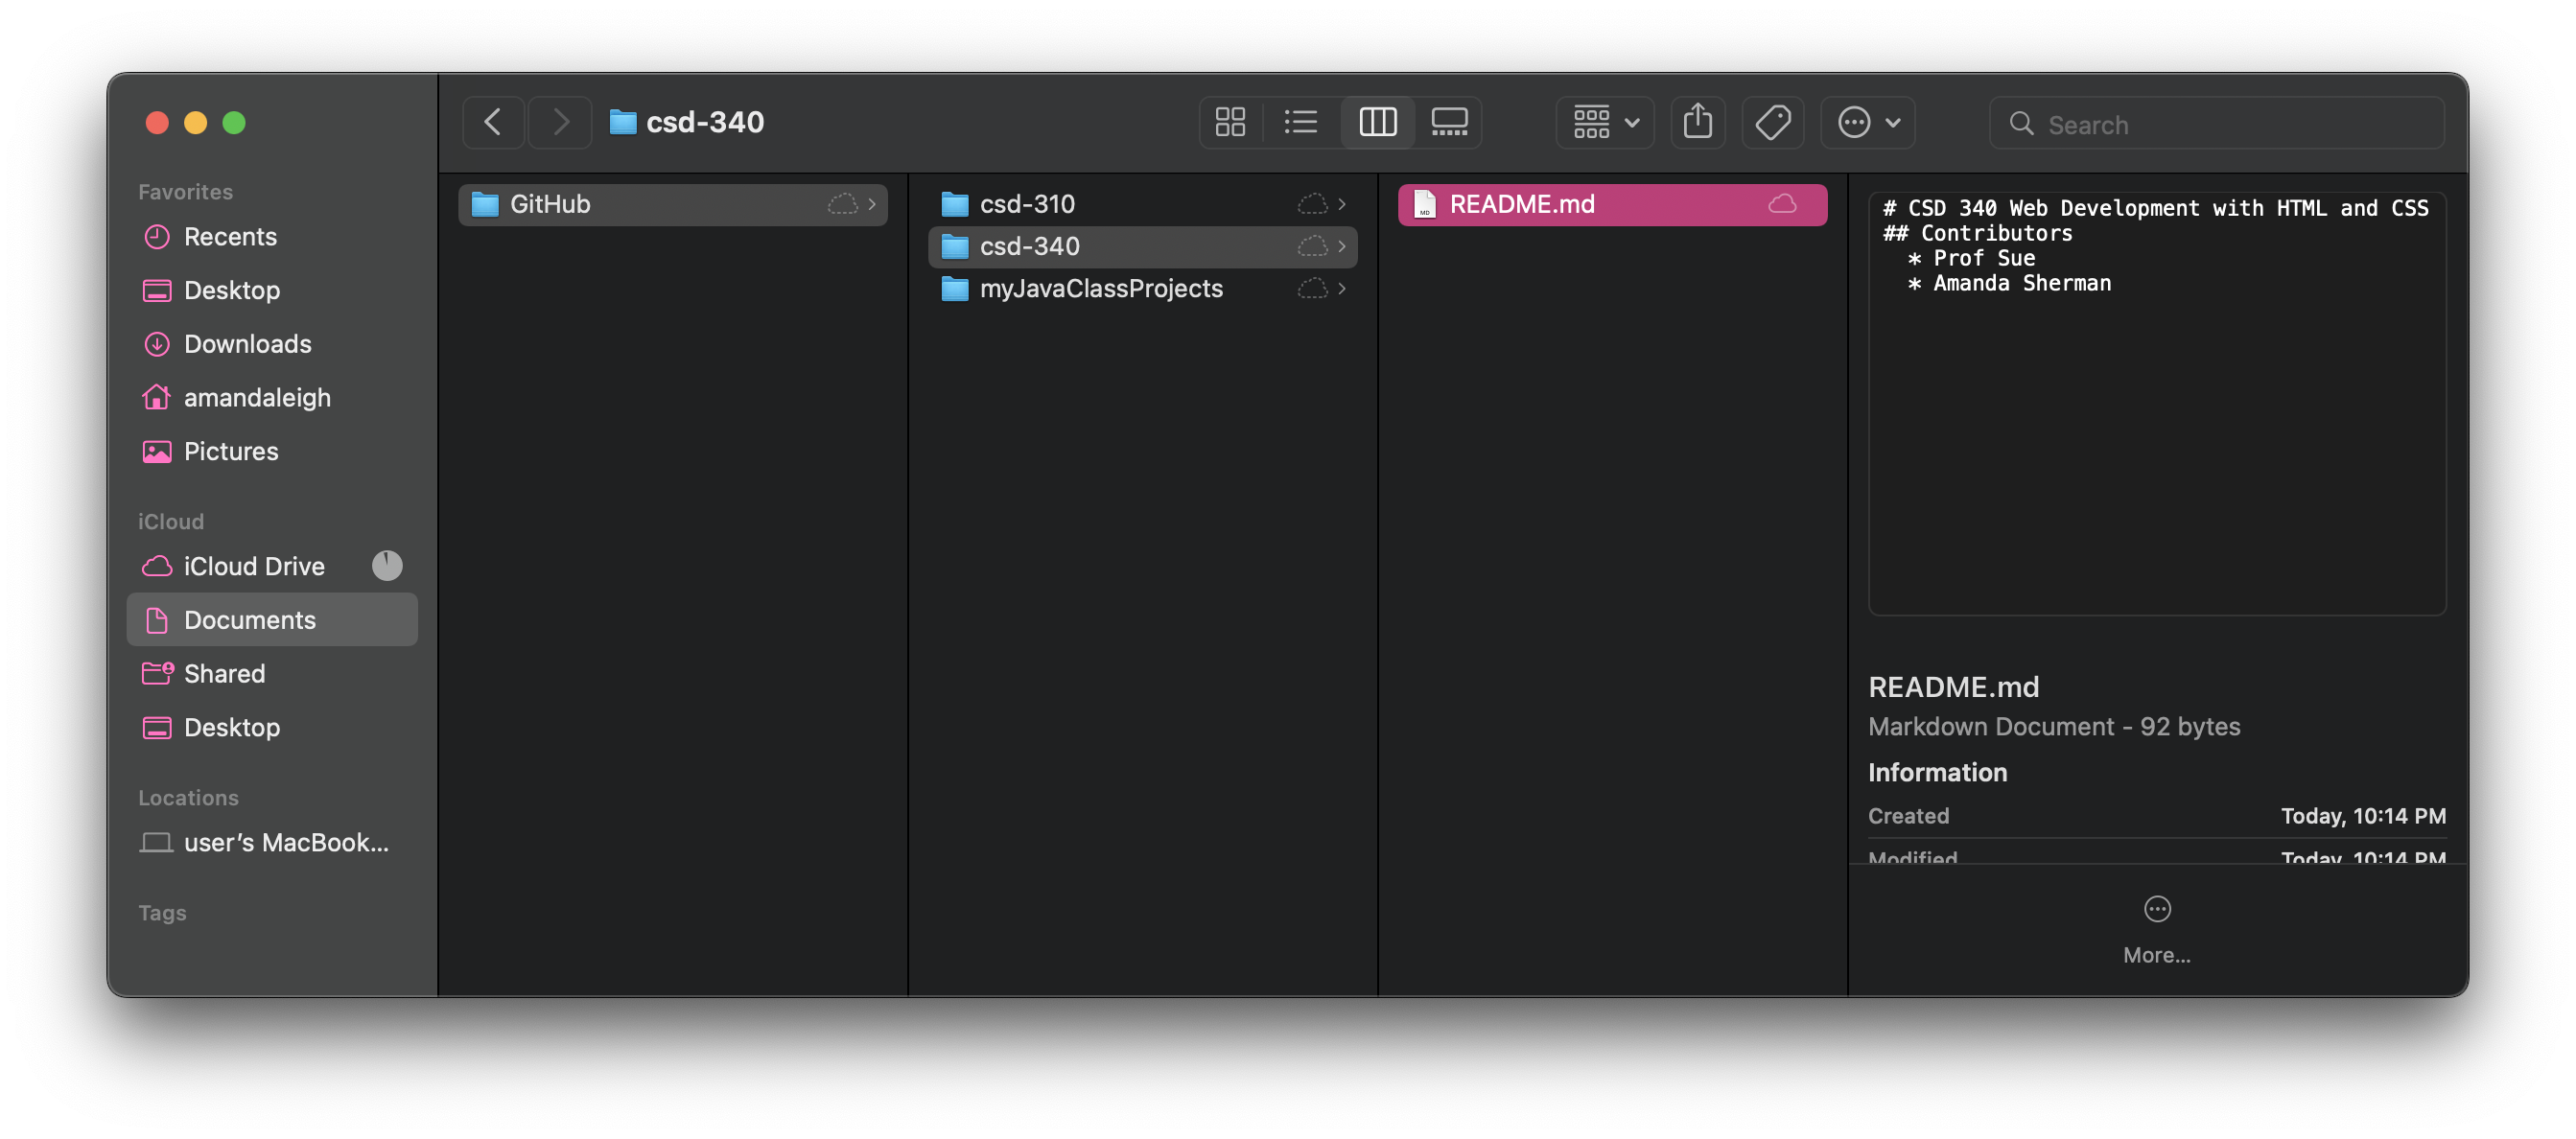 csd-340
Search
Favorites
Recents
Desktop
Downloads
amandaleigh
Pictures
iCloud
iCloud Drive
Documents
Shared
Desktop
Locations
user’s MacBook...
Tags
GitHub
csd-310
csd-340
myJavaClassProjects
MD
README.md
# CSD 340 Web Development with HTML and CSS
## Contributors
* Prof Sue
* Amanda Sherman
README.md
Markdown Document - 92 bytes
Information
Created Today, 10:14 PM
Modified Today, 10:14 PM
More...